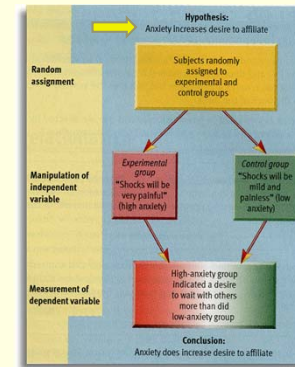 Hypothesis:
Anxiety increases desire to affiliate
Random
assignment
Subjects randomly
assigned to
experimental and
control groups
Manipulation of
independent
variable
Experimental
group
"Shocks will be
very painful"
(high anxiety)
Control group
"Shocks will be
mild and
painless" (low
anxiety)
Measurement of
dependent variable
High-anxiety group
indicated a desire
to wait with others
more than did
low-anxiety group
Conclusion:
Anxiety does increase desire to affiliate